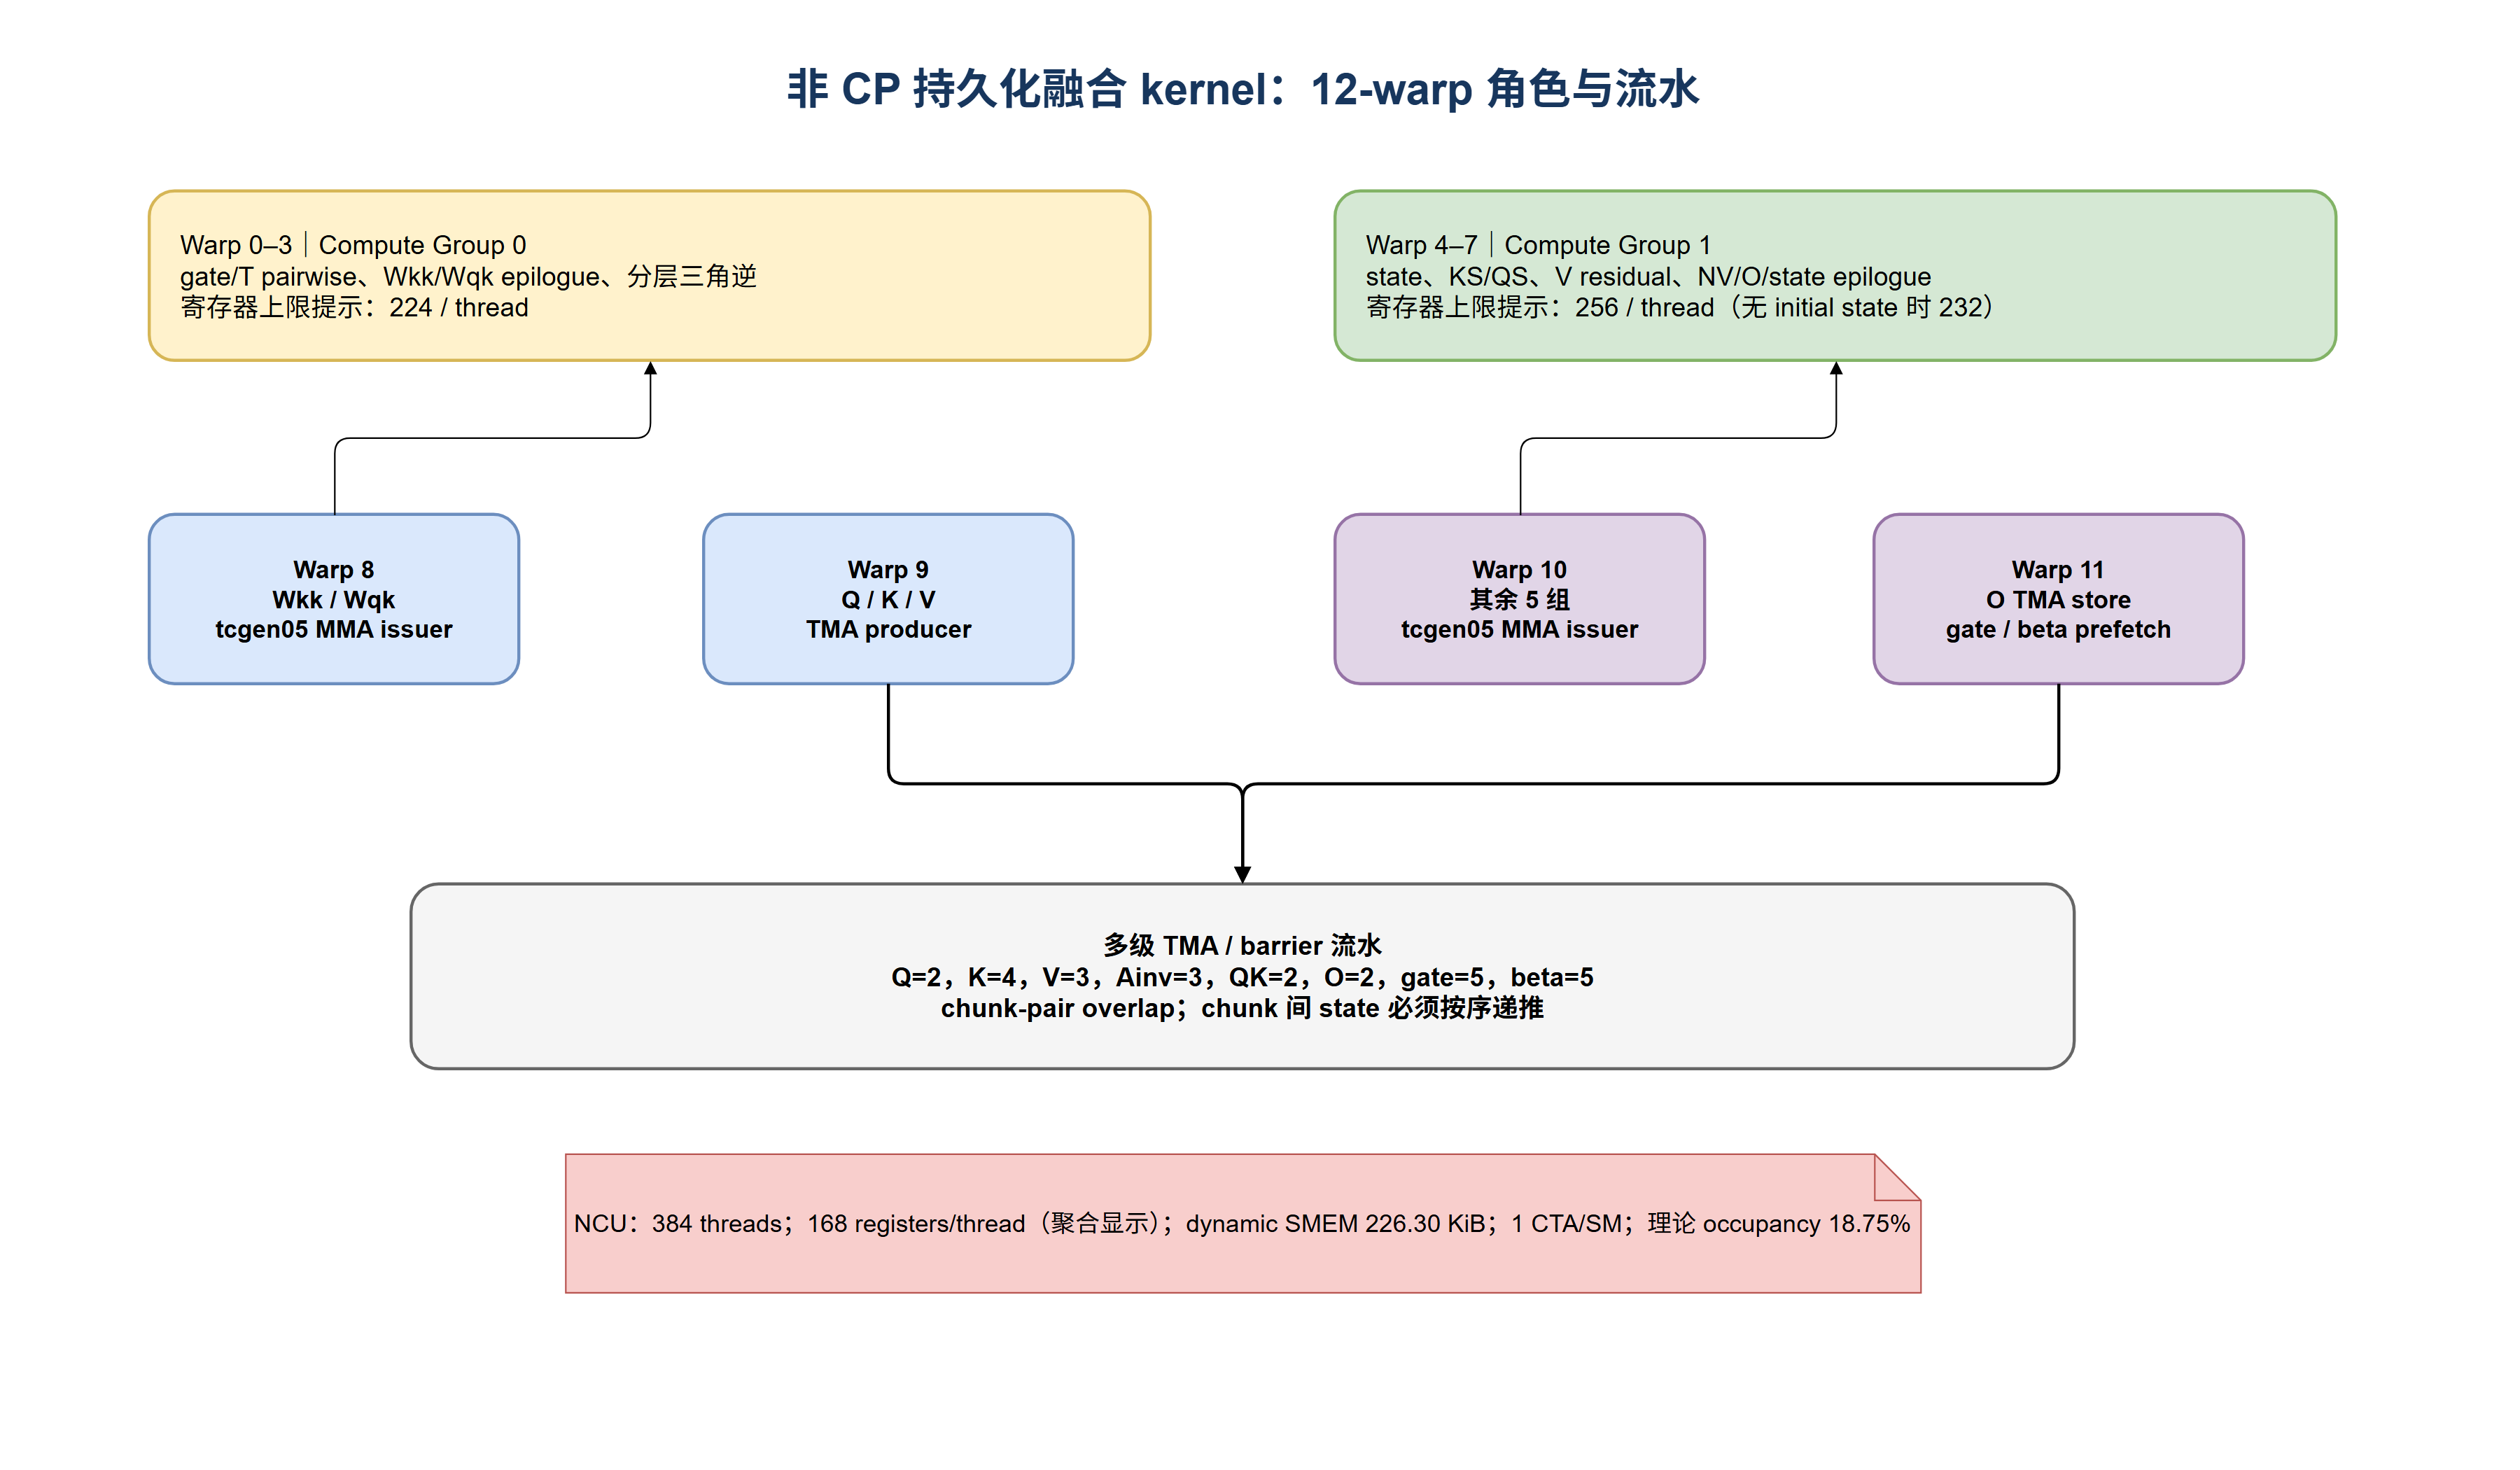 非 CP 持久化融合 kernel：12-warp 角色与流水
Warp 0–3｜Compute Group 0
gate/T pairwise、Wkk/Wqk epilogue、分层三角逆
寄存器上限提示：224 / thread
Warp 4–7｜Compute Group 1
state、KS/QS、V residual、NV/O/state epilogue
寄存器上限提示：256 / thread（无 initial state 时 232）
Warp 8
Wkk / Wqk
tcgen05 MMA issuer
Warp 9
Q / K / V
TMA producer
Warp 10
其余 5 组
tcgen05 MMA issuer
Warp 11
O TMA store
gate / beta prefetch
多级 TMA / barrier 流水
Q=2，K=4，V=3，Ainv=3，QK=2，O=2，gate=5，beta=5
chunk-pair overlap；chunk 间 state 必须按序递推
NCU：384 threads；168 registers/thread（聚合显示）；dynamic SMEM 226.30 KiB；1 CTA/SM；理论 occupancy 18.75%